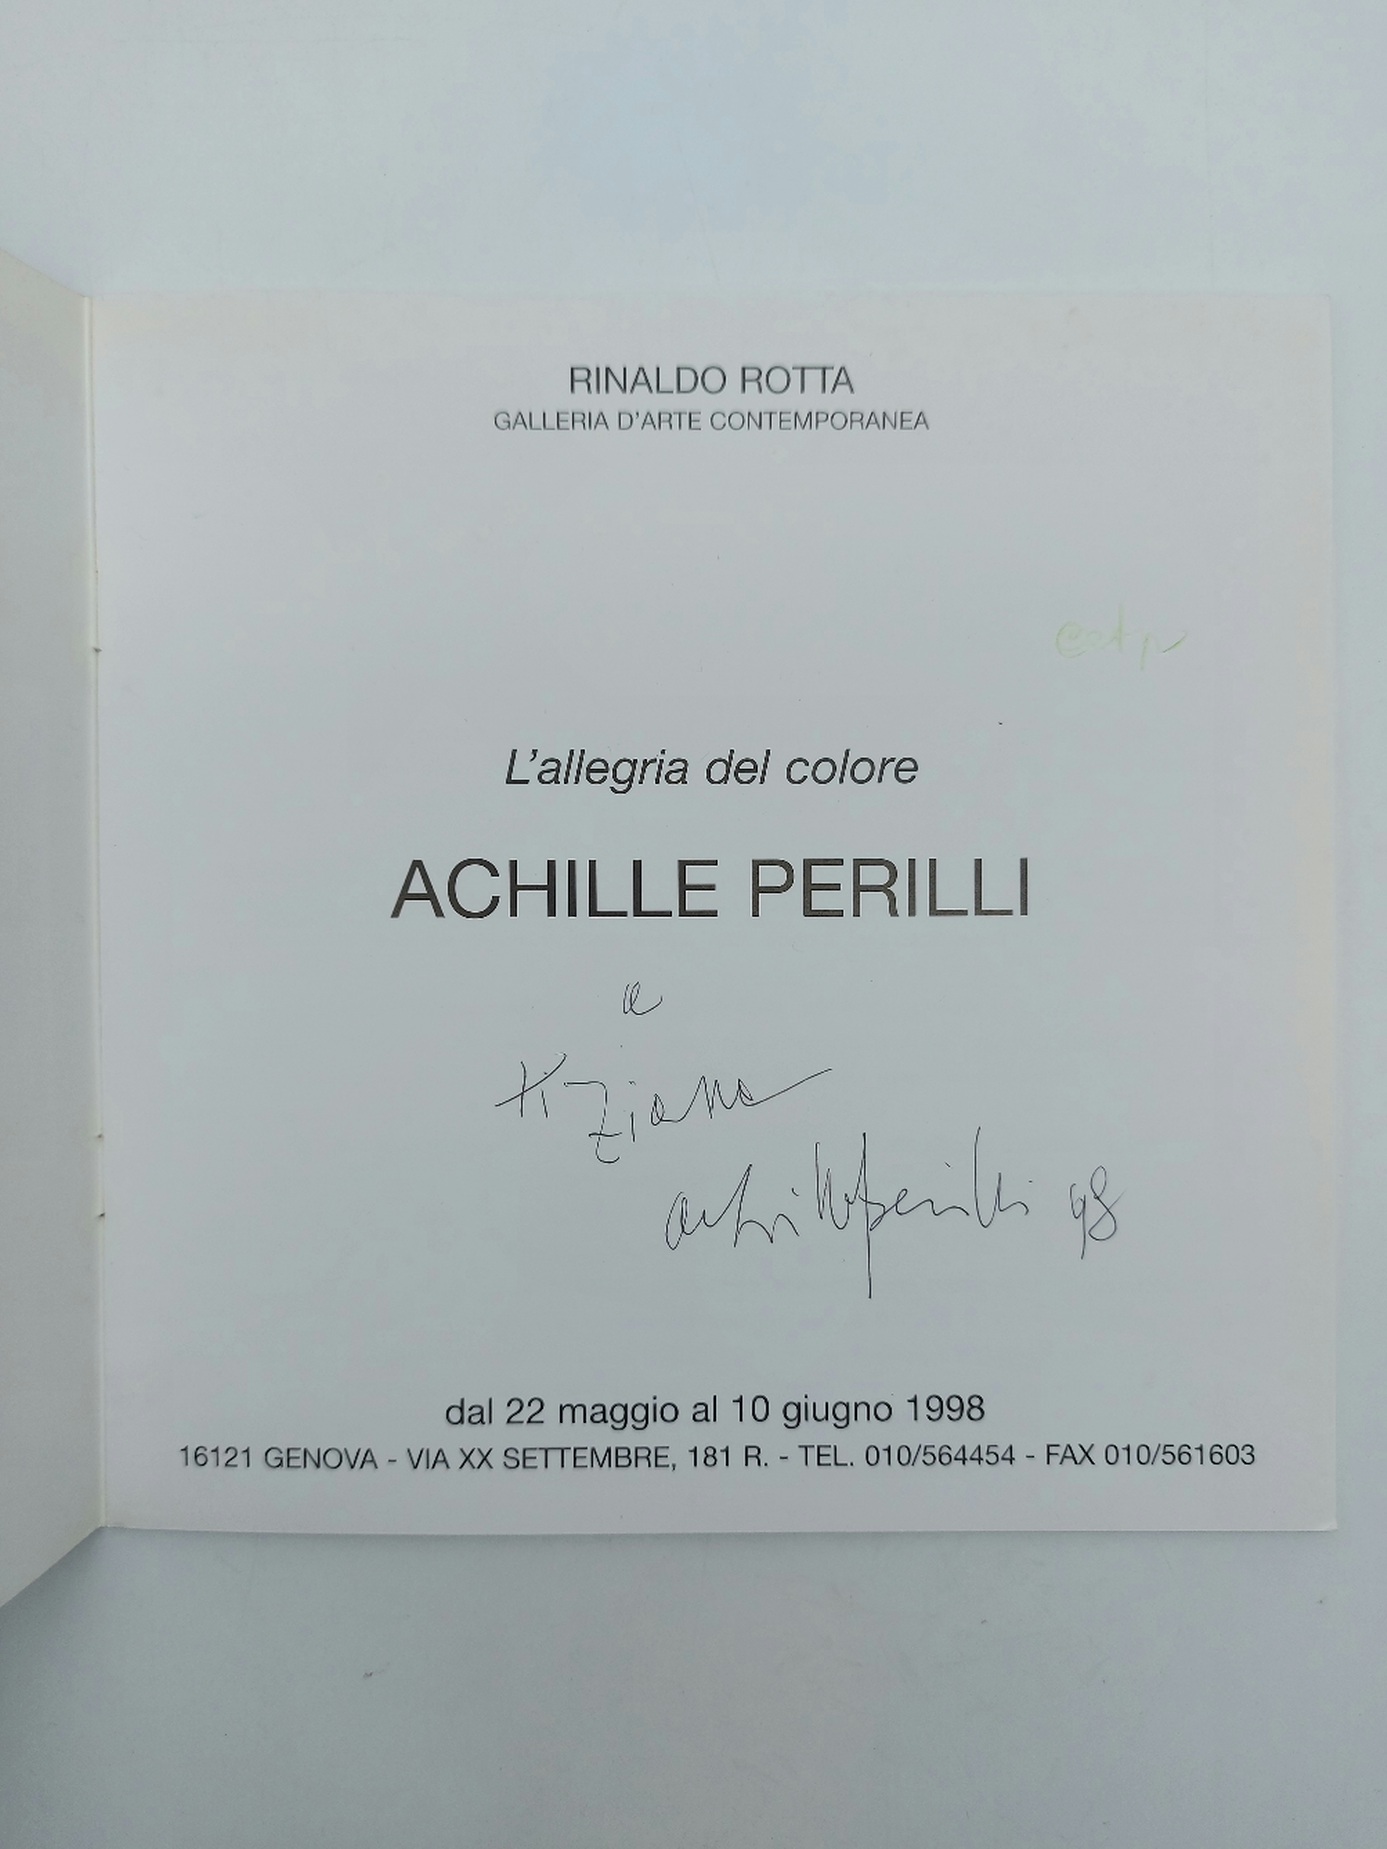 RINALDO ROTTA
GALLERIA D'ARTE CONTEMPORANEA
L'allegria del colore
ACHILLE PERILLI
a
tiziana
achille perilli 98
dal 22 maggio al 10 giugno 1998
16121 GENOVA - VIA XX SETTEMBRE, 181 R. - TEL. 010/564454 - FAX 010/561603